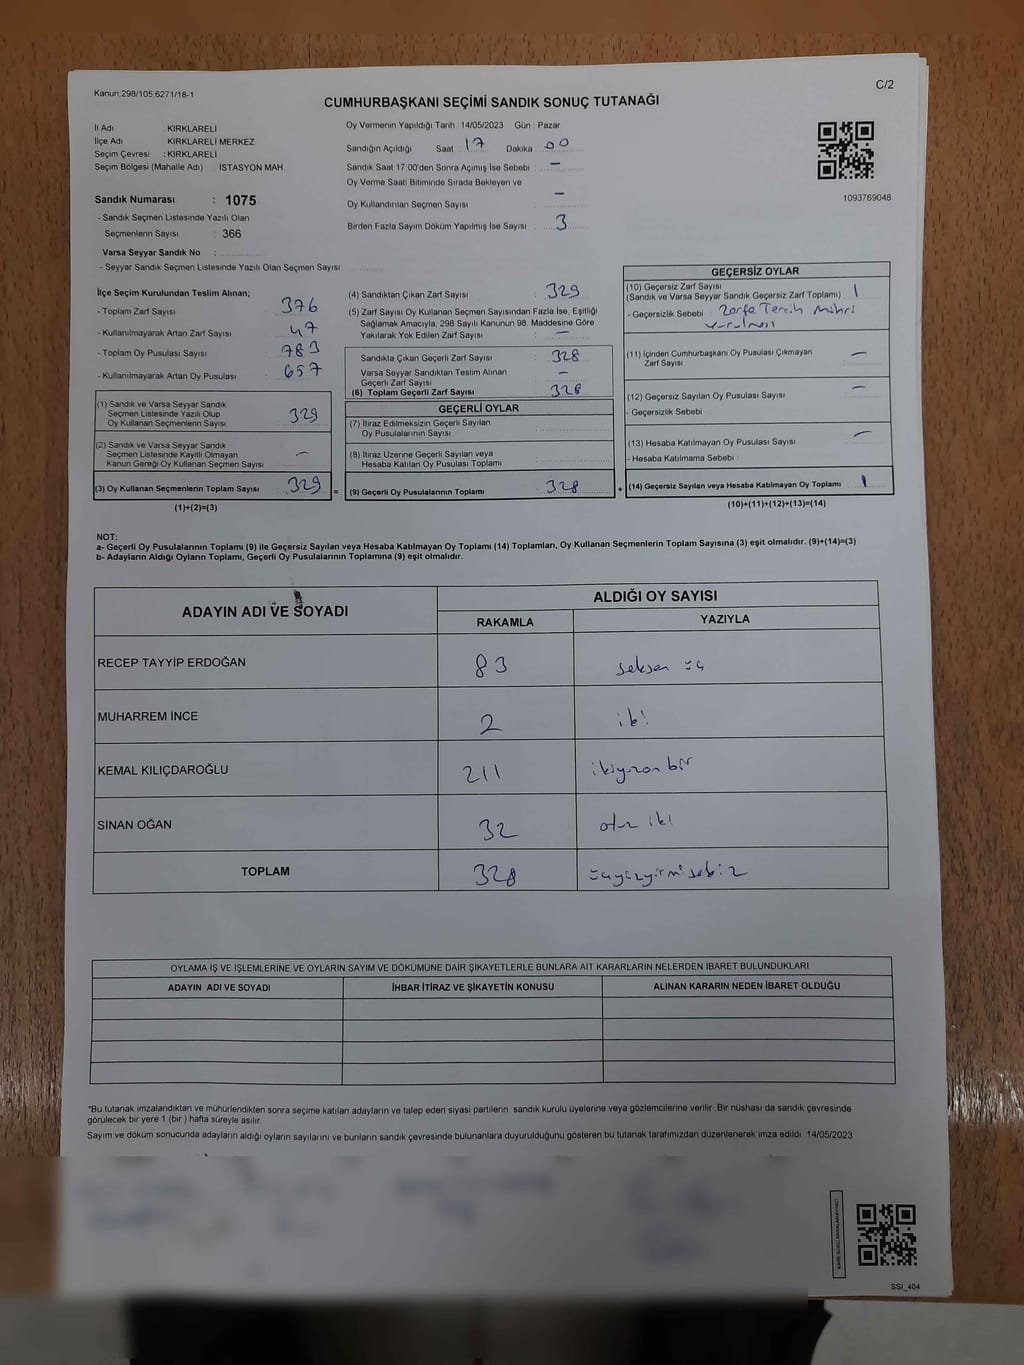 Kanun.298/105,6271/18-1
C/2
CUMHURBAŞKANI SEÇİMİ SANDIK SONUÇ TUTANAĞI
İl Adı : KIRKLARELİ
İlçe Adı : KIRKLARELİ MERKEZ
Seçim Çevresi : KIRKLARELİ
Seçim Bölgesi (Mahalle Adı) : İSTASYON MAH.
Sandık Numarası : 1075
- Sandık Seçmen Listesinde Yazılı Olan
Seçmenlerin Sayısı : 366
Varsa Seyyar Sandık No :
- Seyyar Sandık Seçmen Listesinde Yazılı Olan Seçmen Sayısı:
Oy Vermenin Yapıldığı Tarih : 14/05/2023 Gün : Pazar
Sandığın Açıldığı Saat 17 Dakika 00
Sandık Saat 17:00'den Sonra Açımış İse Sebebi : -
Oy Verme Saati Bitiminde Sırada Bekleyen ve
Oy Kullandırılan Seçmen Sayısı : -
Birden Fazla Sayım Döküm Yapılmış İse Sayısı : 3
1093769048
İlçe Seçim Kurulundan Teslim Alınan;
- Toplam Zarf Sayısı : 376
- Kullanılmayarak Artan Zarf Sayısı : 47
- Toplam Oy Pusulası Sayısı : 783
- Kullanılmayarak Artan Oy Pusulası : 657
(1) Sandık ve Varsa Seyyar Sandık
Seçmen Listesinde Yazılı Olup
Oy Kullanan Seçmenlerin Sayısı : 329
(2) Sandık ve Varsa Seyyar Sandık
Seçmen Listesinde Kayıtlı Olmayan
Kanun Gereği Oy Kullanan Seçmen Sayısı : -
(3) Oy Kullanan Seçmenlerin Toplam Sayısı : 329
(1)+(2)=(3)
=
(4) Sandıktan Çıkan Zarf Sayısı : 329
(5) Zarf Sayısı Oy Kullanan Seçmen Sayısından Fazla İse, Eşitliği
Sağlamak Amacıyla, 298 Sayılı Kanunun 98. Maddesine Göre
Yakılarak Yok Edilen Zarf Sayısı : -
Sandıkta Çıkan Geçerli Zarf Sayısı : 328
Varsa Seyyar Sandıktan Teslim Alınan
Geçerli Zarf Sayısı : -
(6) Toplam Geçerli Zarf Sayısı : 328
GEÇERLİ OYLAR
(7) İtiraz Edilmeksizin Geçerli Sayılan
Oy Pusulalarının Sayısı :
(8) İtiraz Üzerine Geçerli Sayılan veya
Hesaba Katılan Oy Pusulası Toplamı :
(9) Geçerli Oy Pusulalarının Toplamı : 328
+
GEÇERSİZ OYLAR
(10) Geçersiz Zarf Sayısı
(Sandık ve Varsa Seyyar Sandık Geçersiz Zarf Toplamı) : 1
- Geçersizlik Sebebi : Zarfa Tercih Mührü
vurulması
(11) İçinden Cumhurbaşkanı Oy Pusulası Çıkmayan
Zarf Sayısı : -
(12) Geçersiz Sayılan Oy Pusulası Sayısı : -
- Geçersizlik Sebebi :
(13) Hesaba Katılmayan Oy Pusulası Sayısı : -
- Hesaba Katılmama Sebebi :
(14) Geçersiz Sayılan veya Hesaba Katılmayan Oy Toplamı : 1
(10)+(11)+(12)+(13)=(14)
NOT:
a- Geçerli Oy Pusulalarının Toplamı (9) ile Geçersiz Sayılan veya Hesaba Katılmayan Oy Toplamı (14) Toplamları, Oy Kullanan Seçmenlerin Toplam Sayısına (3) eşit olmalıdır. (9)+(14)=(3)
b- Adayların Aldığı Oyların Toplamı, Geçerli Oy Pusulalarının Toplamına (9) eşit olmalıdır.
ADAYIN ADI VE SOYADI
ALDIĞI OY SAYISI
RAKAMLA YAZIYLA
RECEP TAYYİP ERDOĞAN 83 seksen üç
MUHARREM İNCE 2 iki
KEMAL KILIÇDAROĞLU 211 ikiyüzon bir
SİNAN OĞAN 32 otuz iki
TOPLAM 328 üçyüzyirmisekiz
OYLAMA İŞ VE İŞLEMLERİNE VE OYLARIN SAYIM VE DÖKÜMÜNE DAİR ŞİKAYETLERLE BUNLARA AİT KARARLARIN NELERDEN İBARET BULUNDUKLARI
ADAYIN ADI VE SOYADI İHBAR İTİRAZ VE ŞİKAYETİN KONUSU ALINAN KARARIN NEDEN İBARET OLDUĞU
*Bu tutanak imzalandıktan ve mühürlendikten sonra seçime katılan adayların ve talep eden siyasi partilerin sandık kurulu üyelerine veya gözlemcilerine verilir. Bir nüshası da sandık çevresinde
görülecek bir yere 1 (bir) hafta süreyle asılır.
Sayım ve döküm sonucunda adayların aldığı oyların sayılarını ve bunların sandık çevresinde bulunanlara duyurulduğunu gösteren bu tutanak tarafımızdan düzenlenerek imza edildi. 14/05/2023
SSİ_404